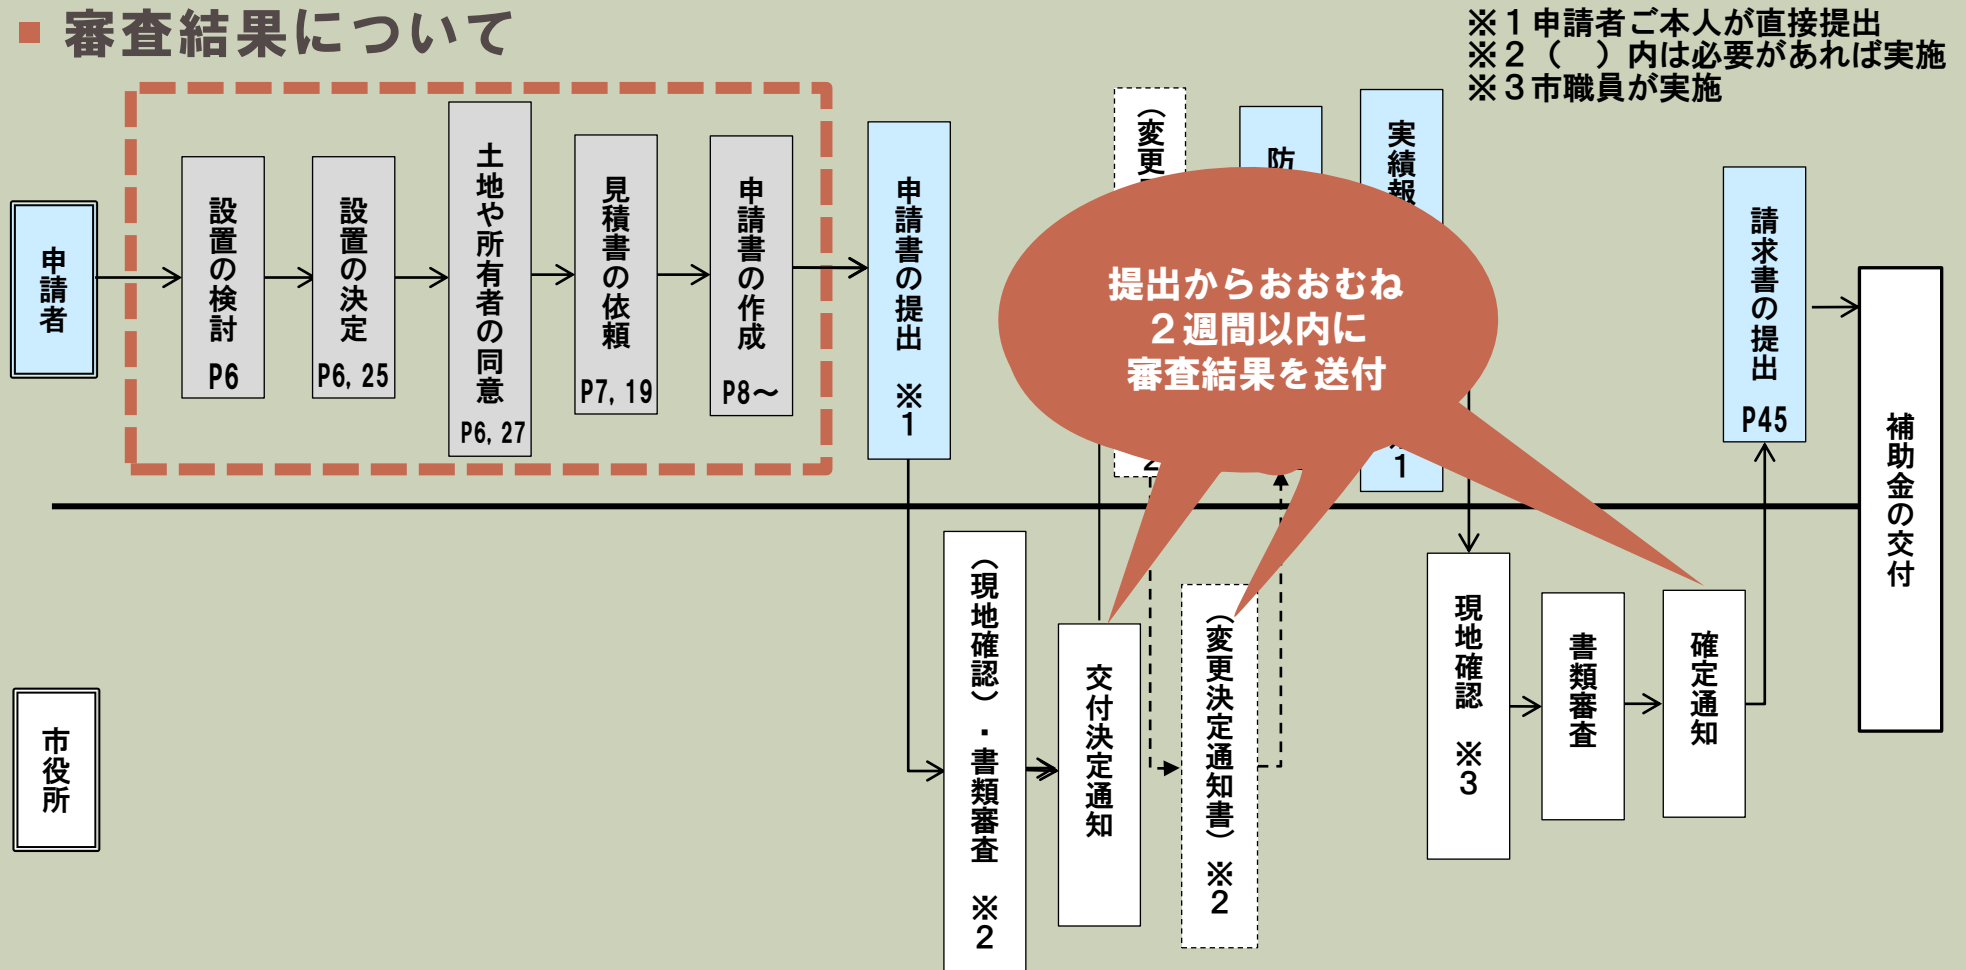 審査結果について
※１申請者ご本人が直接提出
※２（　）内は必要があれば実施
※３市職員が実施
申請者
設置の検討
P6
設置の決定
P6, 25
土地や所有者の同意
P6, 27
見積書の依頼
P7, 19
申請書の作成
P8～
申請書の提出　※1
（変更
2
防
実績報
1
提出からおおむね
２週間以内に
審査結果を送付
請求書の提出
P45
補助金の交付
市役所
（現地確認）・書類審査　※2
交付決定通知
（変更決定通知書）※2
現地確認　※3
書類審査
確定通知